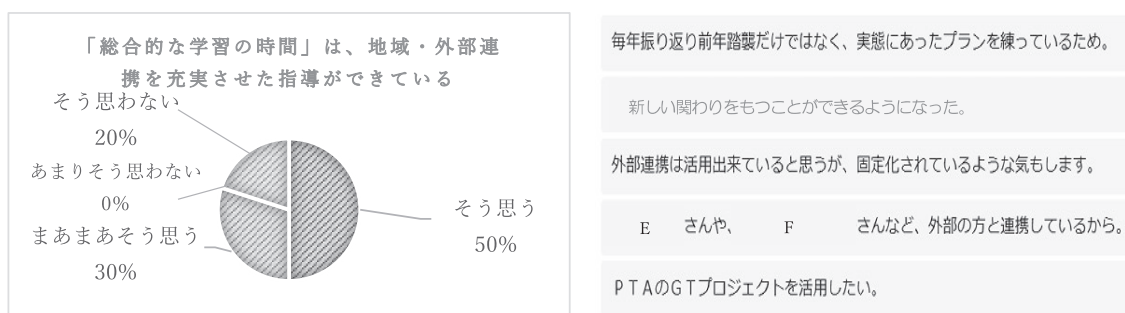 「総合的な学習の時間」は、地域・外部連
携を充実させた指導ができている
そう思わない
20%
あまりそう思わない
0%
まあまあそう思う
30%
そう思う
50%
毎年振り返り前年踏襲だけではなく、実態にあったプランを練っているため。
新しい関わりをもつことができるようになった。
外部連携は活用出来ていると思うが、固定化されているような気もします。
E さんや、 F さんなど、外部の方と連携しているから。
ＰＴＡのＧＴプロジェクトを活用したい。